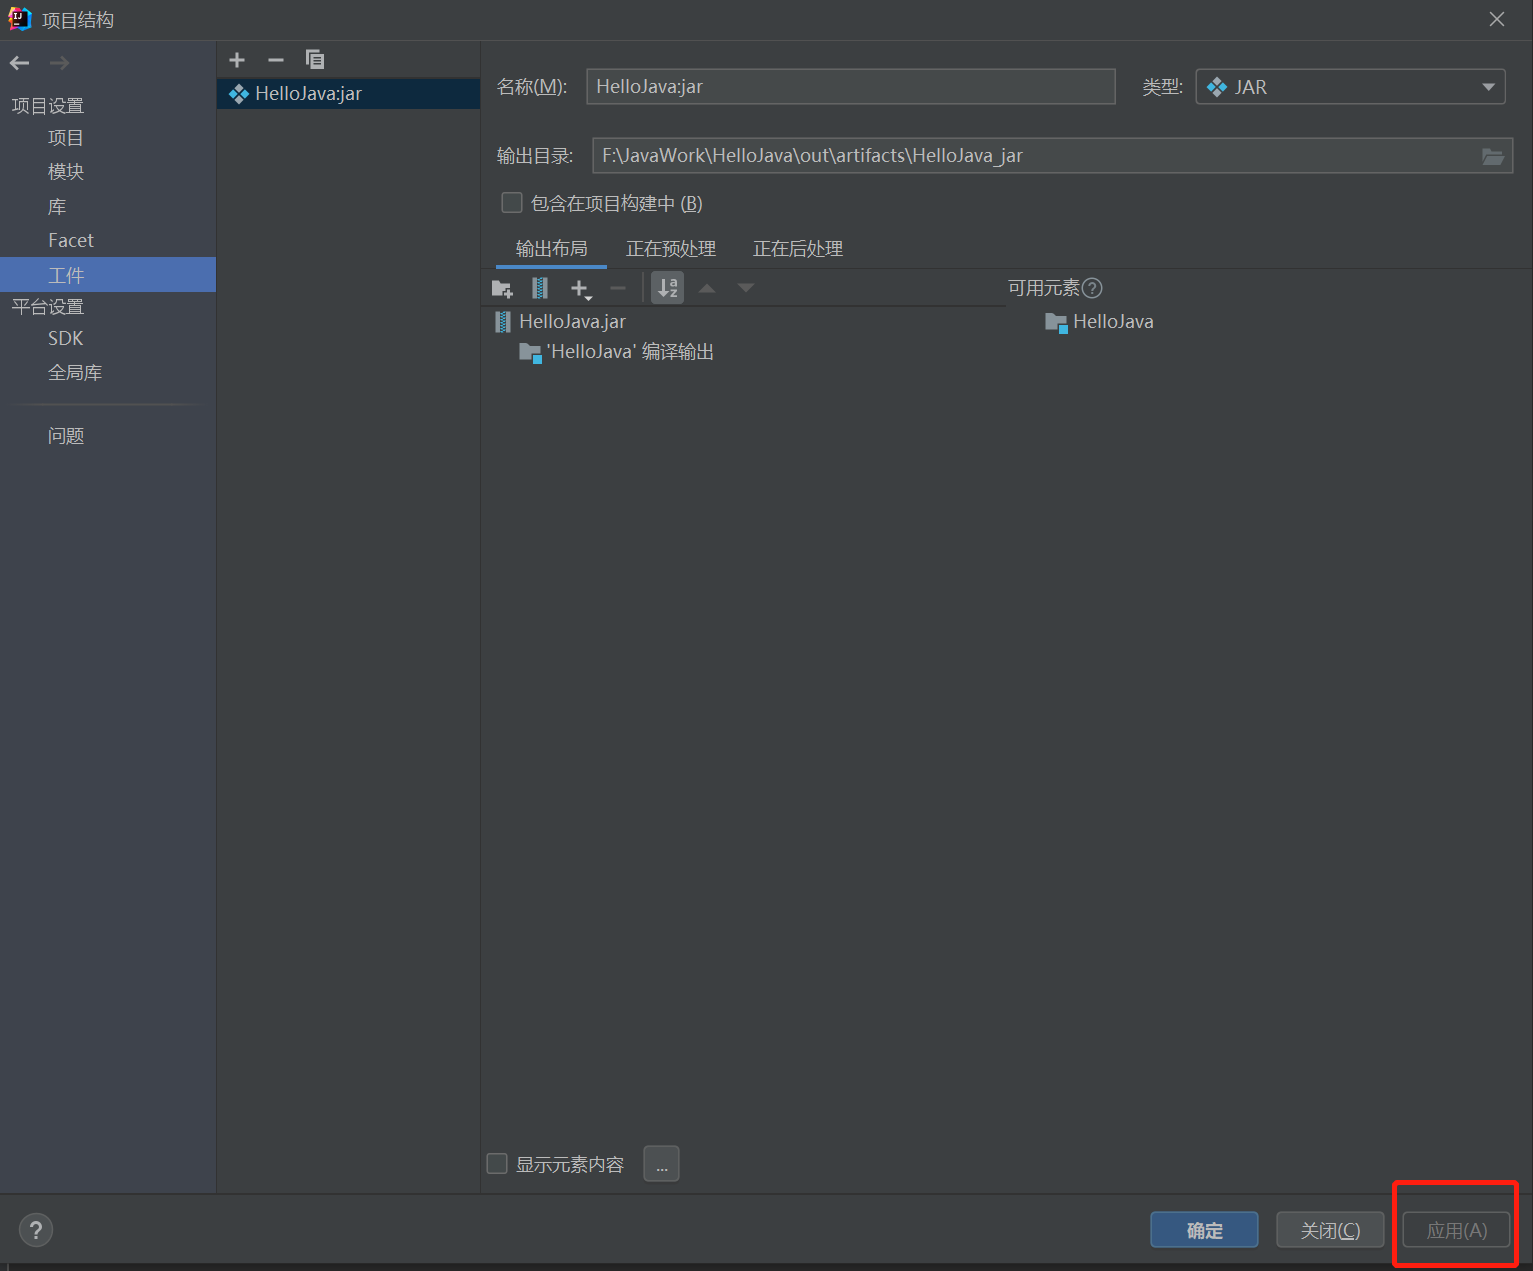 项目结构
项目设置
项目
模块
库
Facet
工件
平台设置
SDK
全局库
问题
HelloJava:jar
名称(M): HelloJava:jar 类型: JAR
输出目录: F:\JavaWork\HelloJava\out\artifacts\HelloJava_jar
包含在项目构建中 (B)
输出布局 正在预处理 正在后处理
可用元素
HelloJava.jar HelloJava
'HelloJava' 编译输出
显示元素内容 ...
确定 关闭(C) 应用(A)